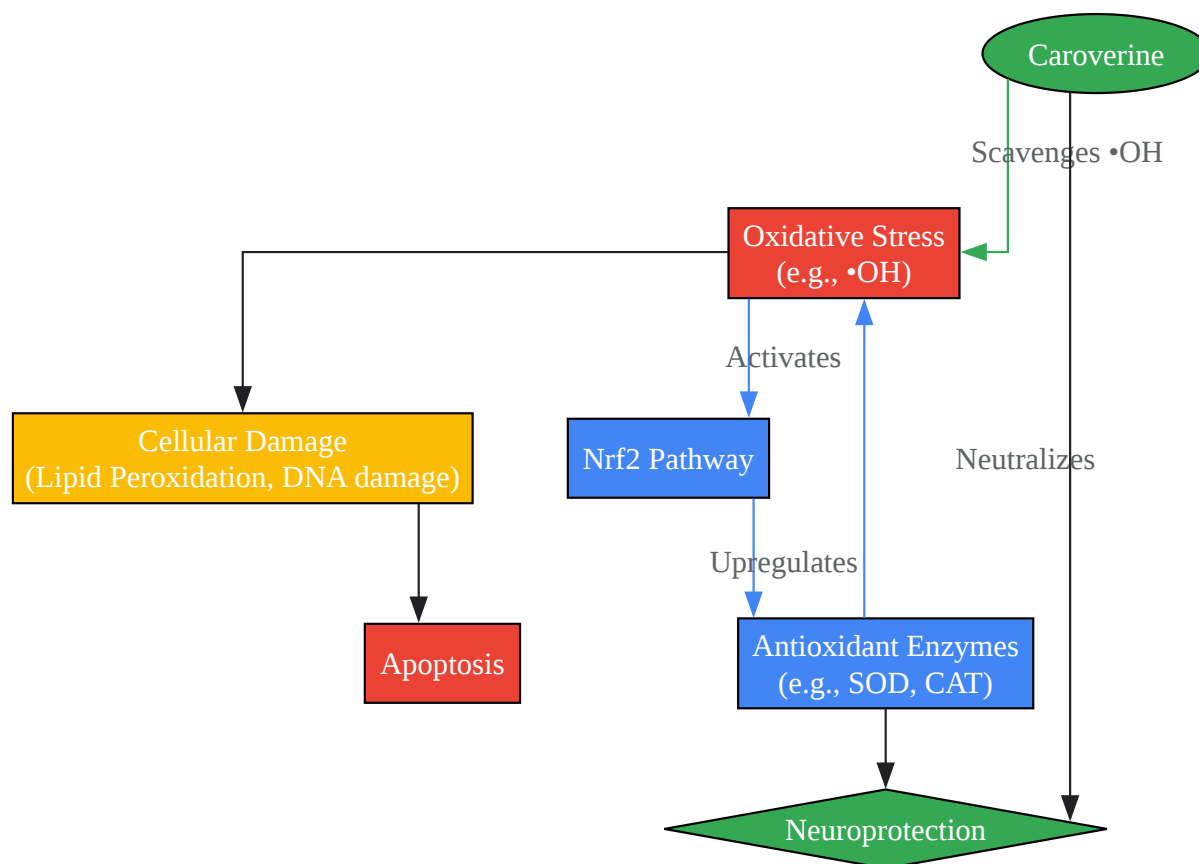 Caroverine
Scavenges •OH
Oxidative Stress
(e.g., •OH)
Activates
Cellular Damage
(Lipid Peroxidation, DNA damage)
Nrf2 Pathway
Neutralizes
Upregulates
Apoptosis
Antioxidant Enzymes
(e.g., SOD, CAT)
Neuroprotection